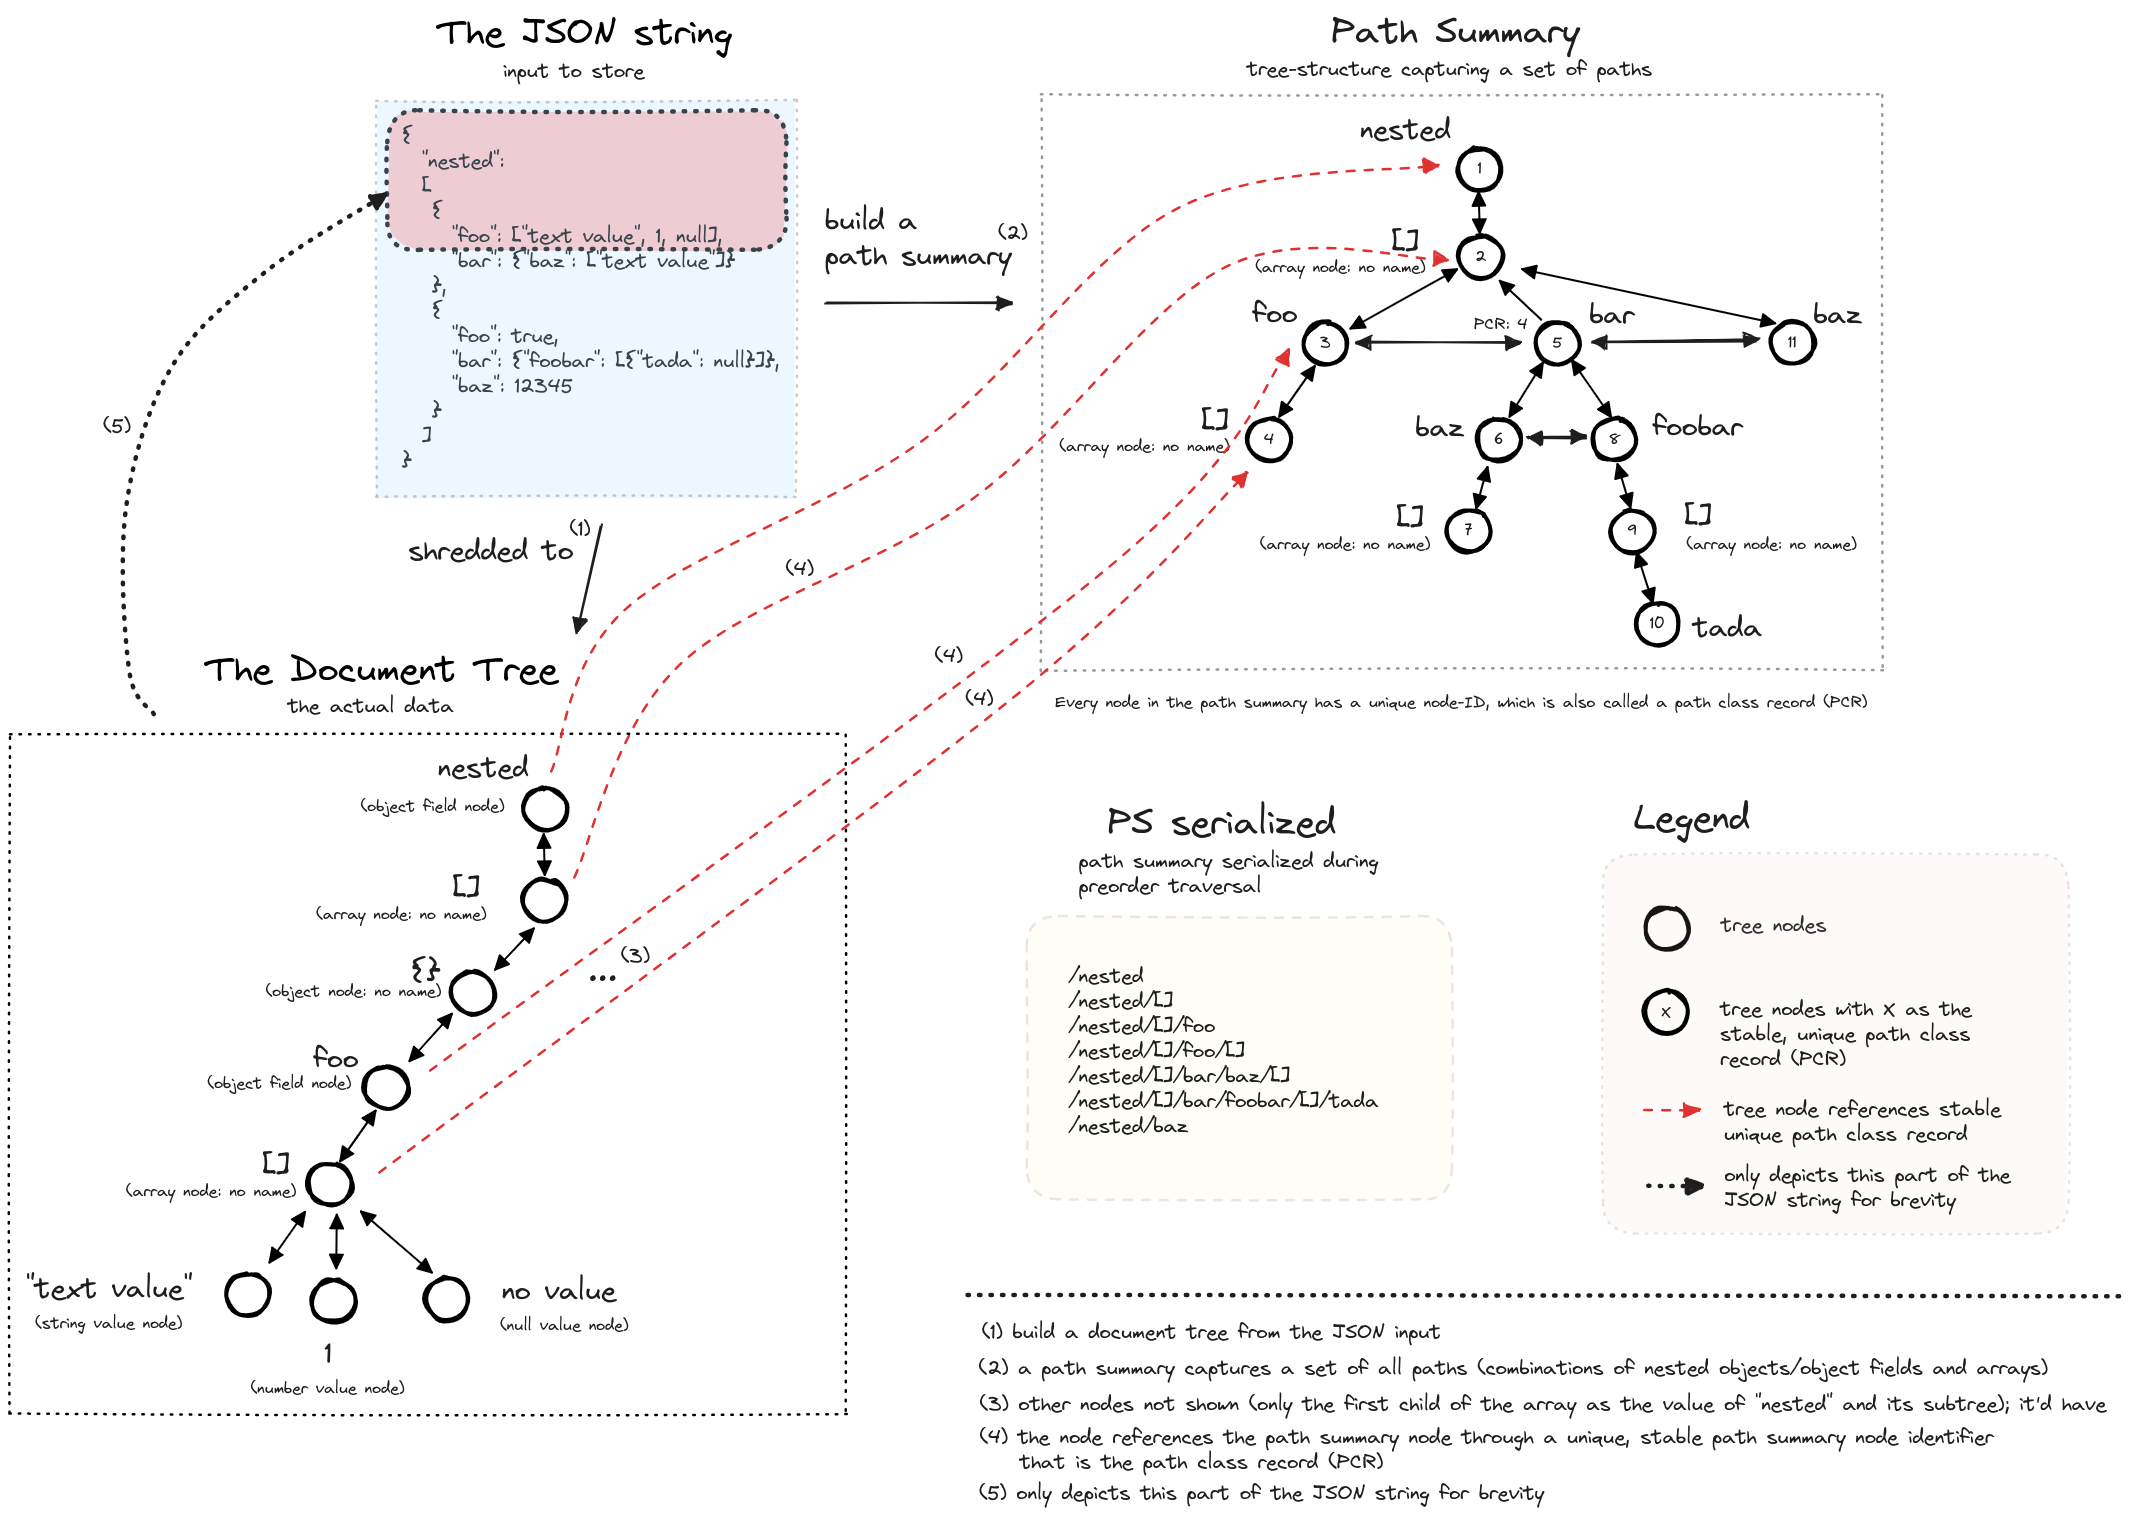 The JSON string
input to store
{
"nested":
[
{
"foo": ["text value", 1, null],
"bar": {"baz": ["text value"]}
},
{
"foo": true,
"bar": {"foobar": [{"tada": null}]},
"baz": 12345
}
]
}
build a
path summary
(2)
(5)
(1)
shredded to
Path Summary
tree-structure capturing a set of paths
nested
1
[]
(array node: no name)
2
foo
3
PCR: 4
bar
5
baz
11
[]
(array node: no name)
4
baz
6
8
foobar
[]
(array node: no name)
7
9
[]
(array node: no name)
10
tada
Every node in the path summary has a unique node-ID, which is also called a path class record (PCR)
(4)
(4)
(4)
The Document Tree
the actual data
nested
(object field node)
[]
(array node: no name)
{}
(object node: no name)
... (3)
foo
(object field node)
[]
(array node: no name)
"text value"
(string value node)
1
(number value node)
no value
(null value node)
PS serialized
path summary serialized during
preorder traversal
/nested
/nested/[]
/nested/[]/foo
/nested/[]/foo/[]
/nested/[]/bar/baz/[]
/nested/[]/bar/foobar/[]/tada
/nested/baz
Legend
tree nodes
x
tree nodes with X as the
stable, unique path class
record (PCR)
tree node references stable
unique path class record
only depicts this part of the
JSON string for brevity
(1) build a document tree from the JSON input
(2) a path summary captures a set of all paths (combinations of nested objects/object fields and arrays)
(3) other nodes not shown (only the first child of the array as the value of "nested" and its subtree); it'd have
(4) the node references the path summary node through a unique, stable path summary node identifier
that is the path class record (PCR)
(5) only depicts this part of the JSON string for brevity